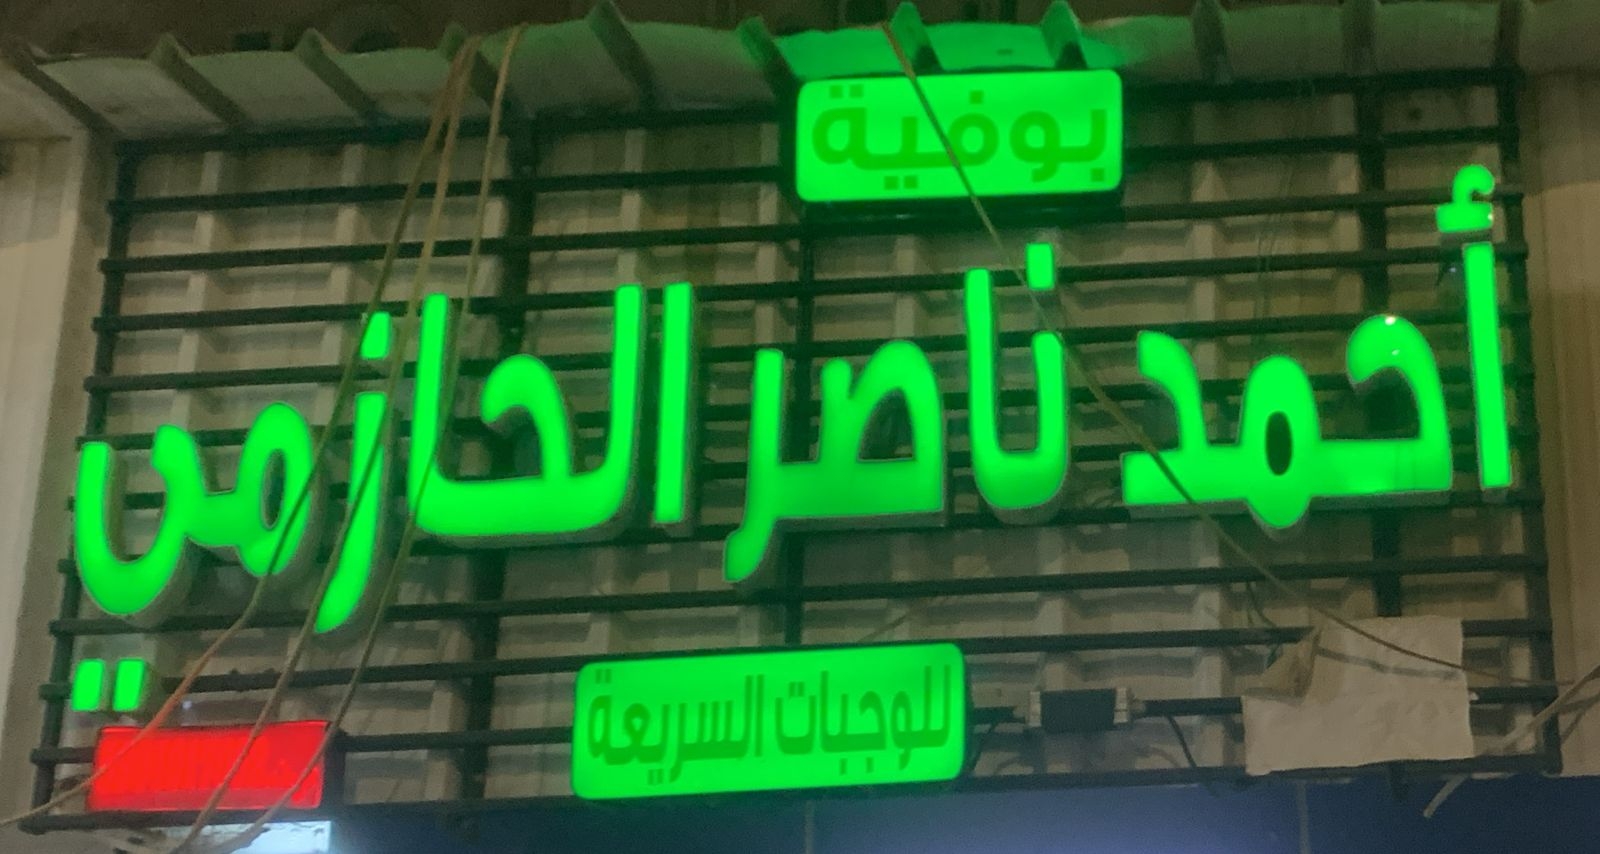 بوفية
أحمد ناصر الحازمي
للوجبات السريعة